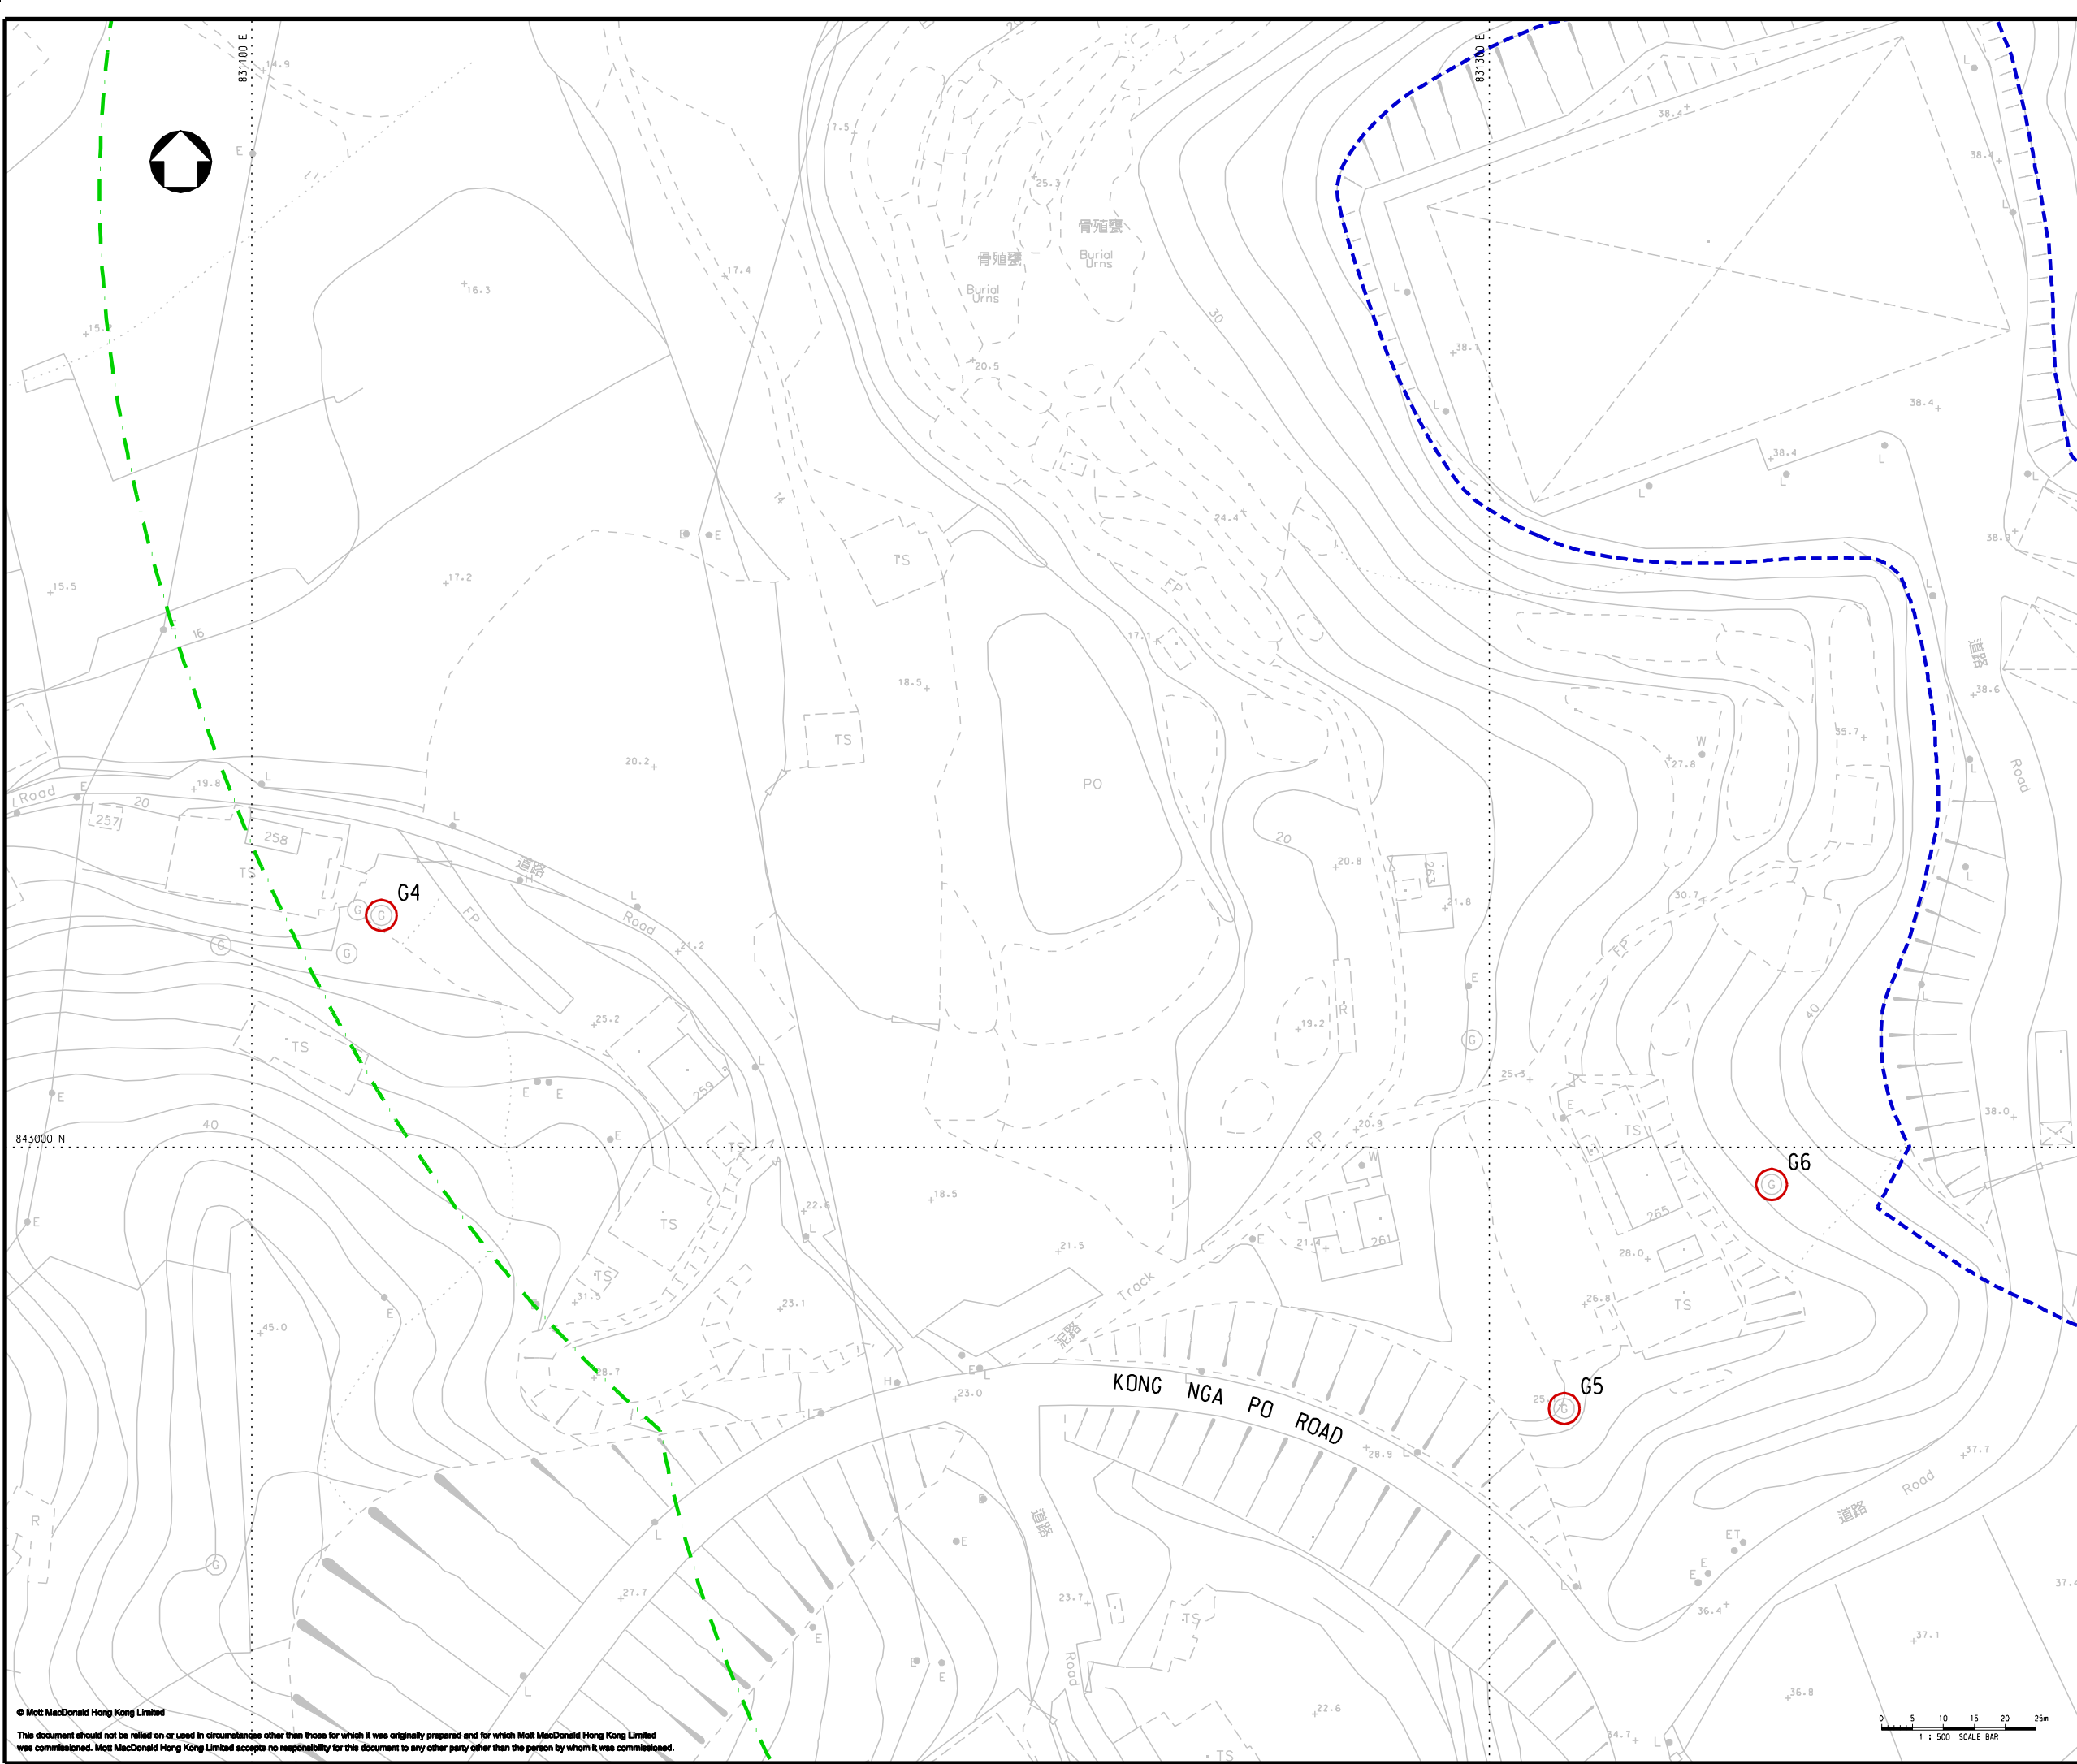 831100 E
831300 E
14.9
17.5
38.4
E
L
38.4
25.3
L
骨殖甕
Burial
Urns
骨殖甕
Burial
Urns
17.4
16.3
L
30
38.1
20.5
L
38.4
38.4
L
L
L
L
14
24.4
E
TS
38.9
FP
17.2
15.5
L
16
17.1
道路
18.5
38.6
35.7
W
TS
27.8
20.2
PO
L
Road
19.8
L
E
Road
L
20
257
258
L
20
20.8
263
TS
道路
H
G4
L
G
G
30.7
21.8
L
FP
Road
G
21.2
G
FP
E
L
25.2
R
19.2
G
40
TS
259
L
25.3
E
E
E
E
38.0
40
E
TS
FP
20.9
TS
843000 N
W
G6
G
18.5
TS
22.6
L
265
E
E
21.4
261
21.5
28.0
TS
31.5
E
Track
26.8
TS
23.1
45.0
泥路
28.7
E
L
L
H
23.0
KONG NGA PO ROAD
G5
G
L
28.9
L
37.7
Road
道路
R
L
道路
ET
E
E
E
G
27.7
23.7
TS
L
36.4
37.4
E
37.1
E
E
Road
L
36.8
22.6
34.7
L
TS
© Mott MacDonald Hong Kong Limited
This document should not be relied on or used in circumstances other than those for which it was originally prepared and for which Mott MacDonald Hong Kong Limited
was commissioned. Mott MacDonald Hong Kong Limited accepts no responsibility for this document to any other party other than the person by whom it was commissioned.
0 5 10 15 20 25m
1 : 500 SCALE BAR